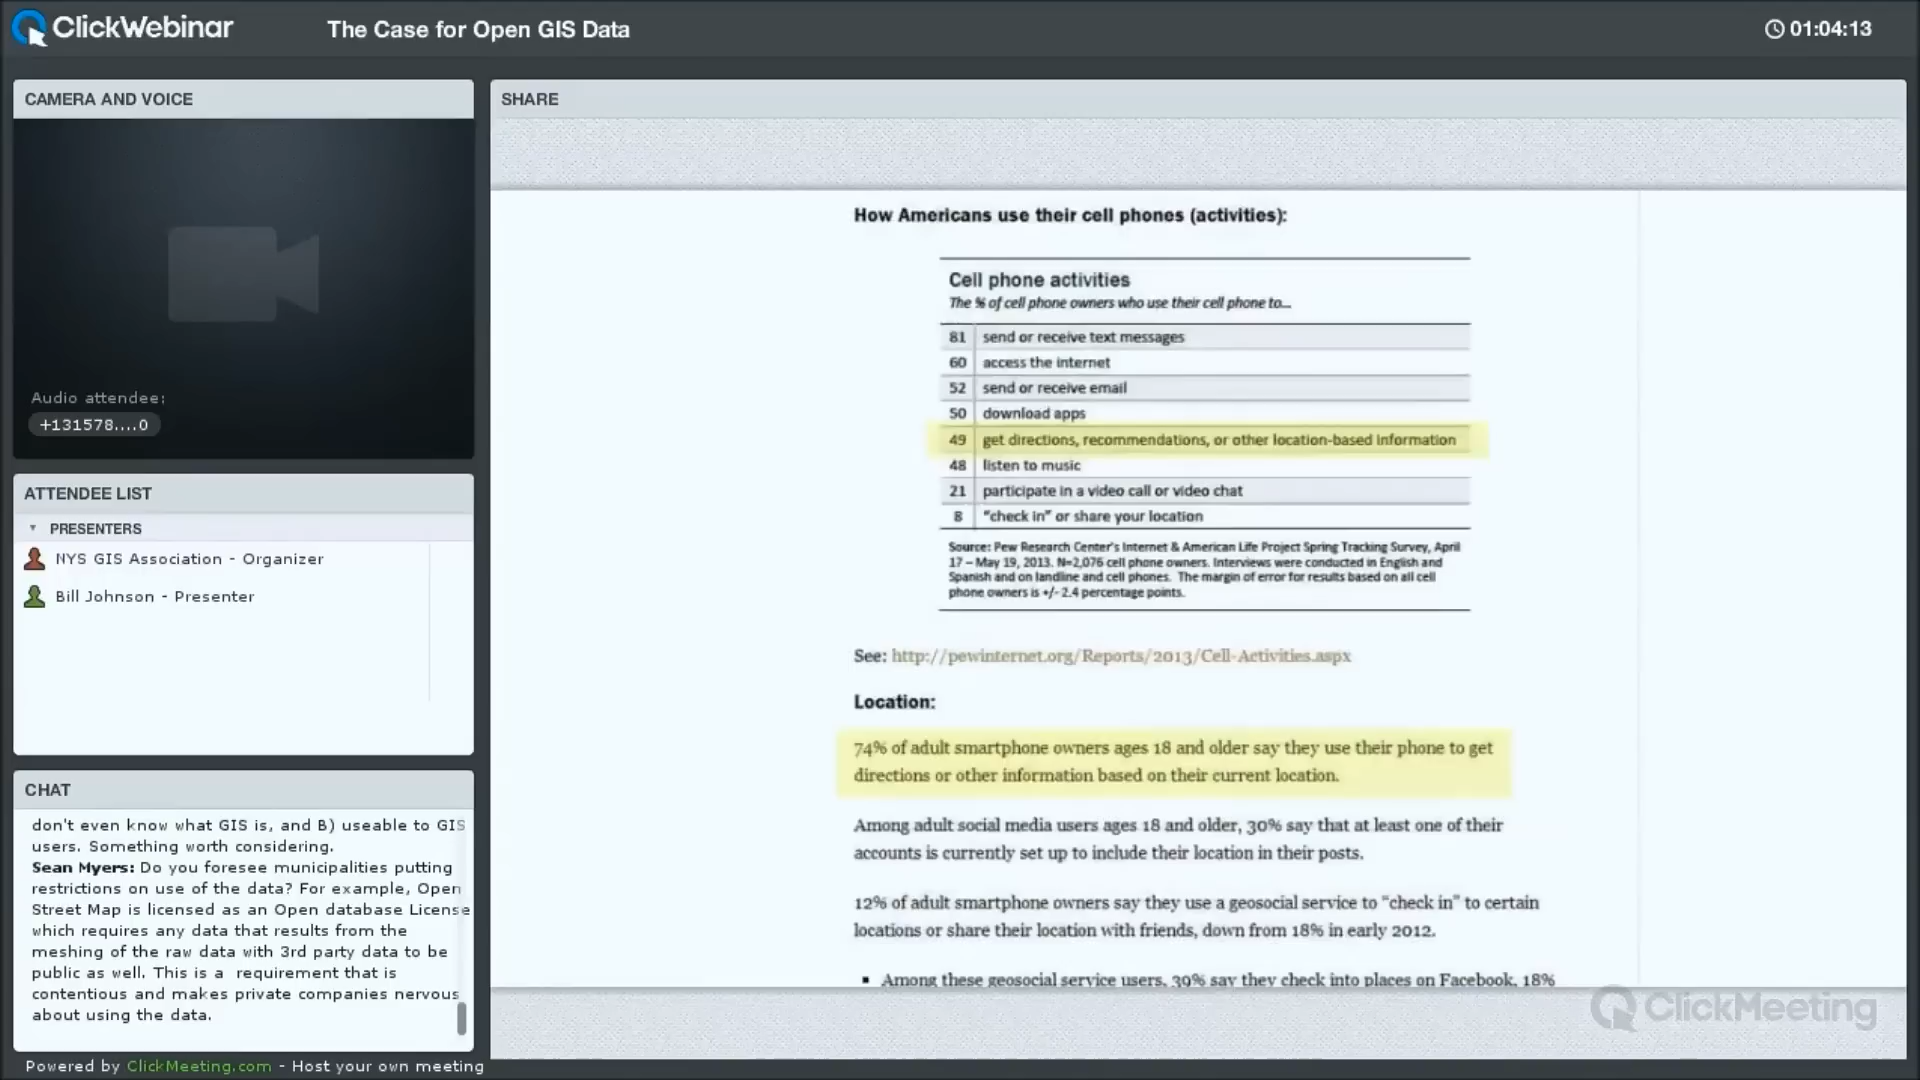 ClickWebinar
The Case for Open GIS Data
01:04:13
CAMERA AND VOICE
Audio attendee:
+131578....0
ATTENDEE LIST
PRESENTERS
NYS GIS Association - Organizer
Bill Johnson - Presenter
CHAT
don't even know what GIS is, and B) useable to GIS
users. Something worth considering.
Sean Myers: Do you foresee municipalities putting
restrictions on use of the data? For example, Open
Street Map is licensed as an Open database License
which requires any data that results from the
meshing of the raw data with 3rd party data to be
public as well. This is a requirement that is
contentious and makes private companies nervous
about using the data.
Powered by ClickMeeting.com - Host your own meeting
SHARE
How Americans use their cell phones (activities):
Cell phone activities
The % of cell phone owners who use their cell phone to...
81 send or receive text messages
60 access the internet
52 send or receive email
50 download apps
49 get directions, recommendations, or other location-based information
48 listen to music
21 participate in a video call or video chat
8 “check in” or share your location
Source: Pew Research Center's Internet & American Life Project Spring Tracking Survey, April
17 – May 19, 2013. N=2,076 cell phone owners. Interviews were conducted in English and
Spanish and on landline and cell phones. The margin of error for results based on all cell
phone owners is +/- 2.4 percentage points.
See: http://pewinternet.org/Reports/2013/Cell-Activities.aspx
Location:
74% of adult smartphone owners ages 18 and older say they use their phone to get
directions or other information based on their current location.
Among adult social media users ages 18 and older, 30% say that at least one of their
accounts is currently set up to include their location in their posts.
12% of adult smartphone owners say they use a geosocial service to “check in” to certain
locations or share their location with friends, down from 18% in early 2012.
▪ Among these geosocial service users, 39% say they check into places on Facebook, 18%
ClickMeeting